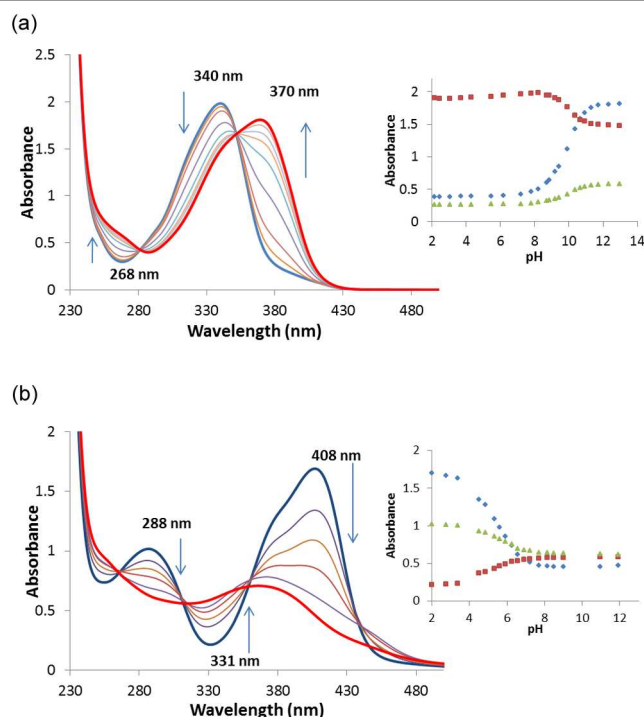 (a)
2.5
2
1.5
1
0.5
0
Absorbance
340 nm
370 nm
268 nm
230 280 330 380 430 480
Wavelength (nm)
2
1.5
1
0.5
0
Absorbance
2 4 6 8 10 12 14
pH
(b)
2
1.5
1
0.5
0
Absorbance
288 nm
408 nm
331 nm
230 280 330 380 430 480
Wavelength (nm)
2
1.5
1
0.5
0
Absorbance
2 4 6 8 10 12
pH